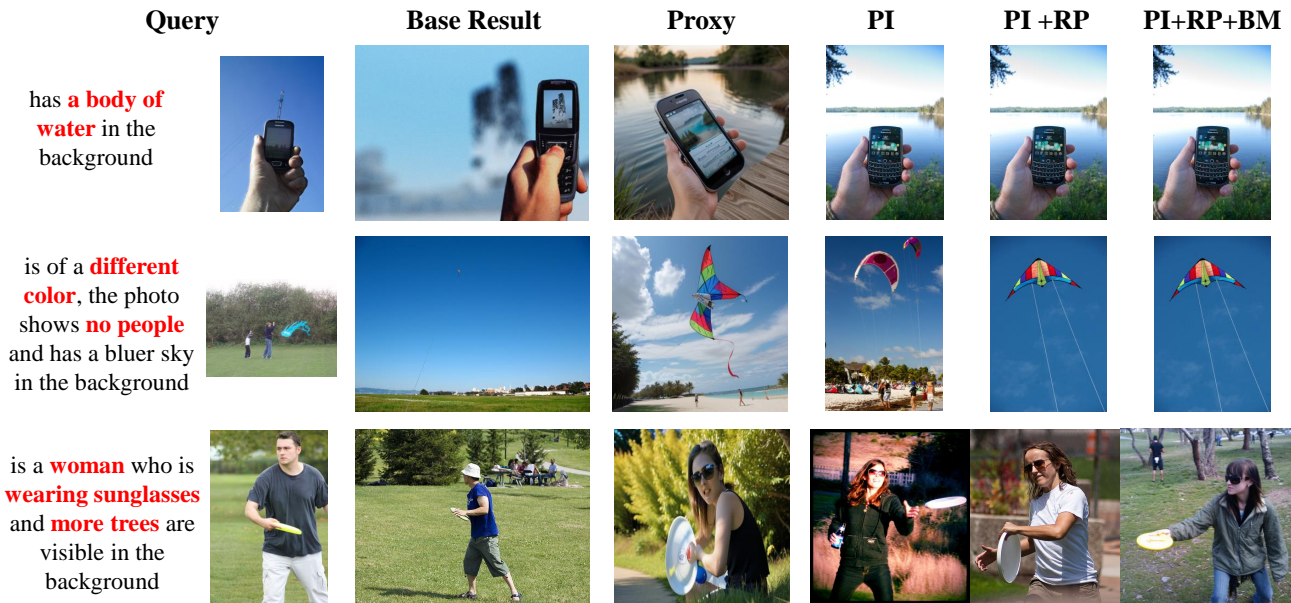 Query Base Result Proxy PI PI +RP PI+RP+BM
has a body of
water in the
background
is of a different
color, the photo
shows no people
and has a bluer sky
in the background
is a woman who is
wearing sunglasses
and more trees are
visible in the
background